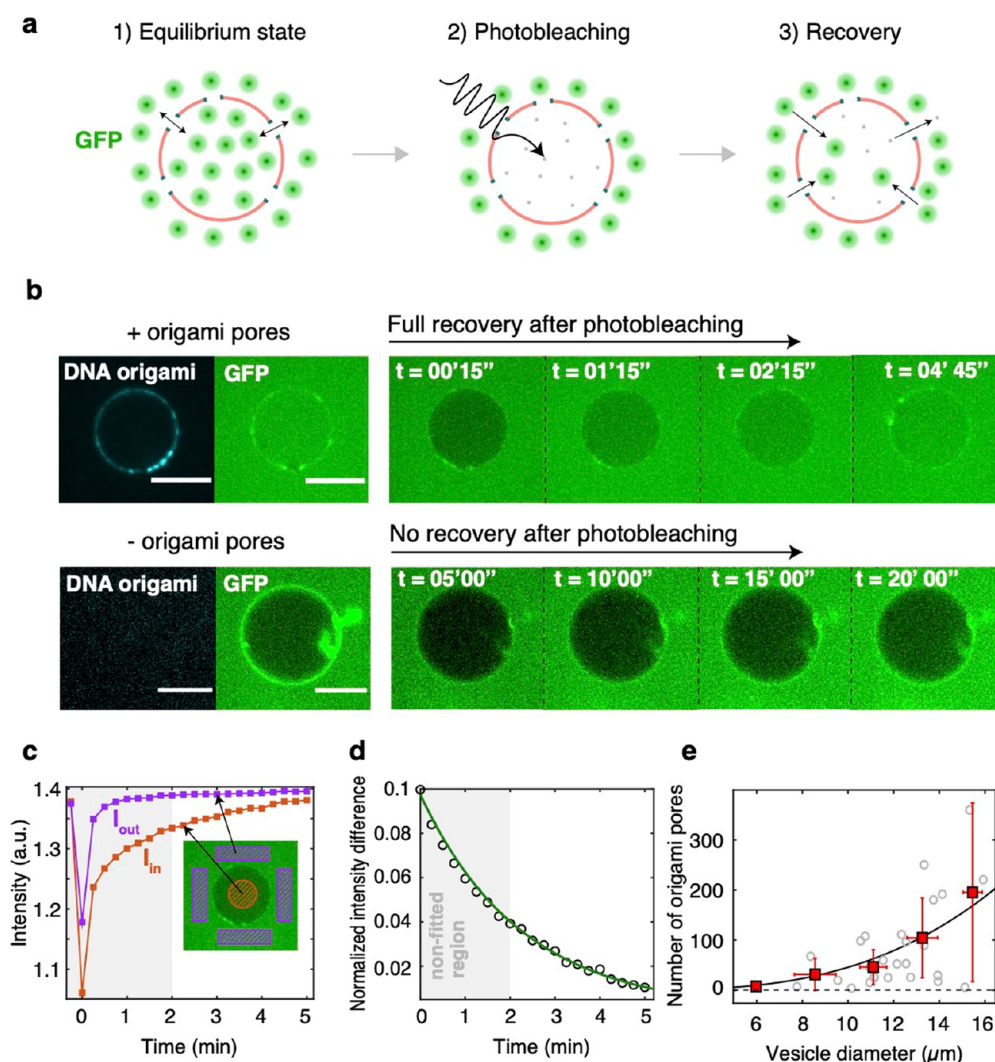 a
1) Equilibrium state
2) Photobleaching
3) Recovery
GFP
b
+ origami pores
Full recovery after photobleaching
DNA origami
GFP
t = 00'15"
t = 01'15"
t = 02'15"
t = 04' 45"
- origami pores
No recovery after photobleaching
DNA origami
GFP
t = 05'00"
t = 10'00"
t = 15' 00"
t = 20' 00"
c
Intensity (a.u.)
1.4
1.3
1.2
1.1
I out
I in
0 1 2 3 4 5
Time (min)
d
Normalized intensity difference
0.1
0.08
0.06
0.04
0.02
non-fitted
region
0 1 2 3 4 5
Time (min)
e
Number of origami pores
300
200
100
0
6 8 10 12 14 16
Vesicle diameter (µm)